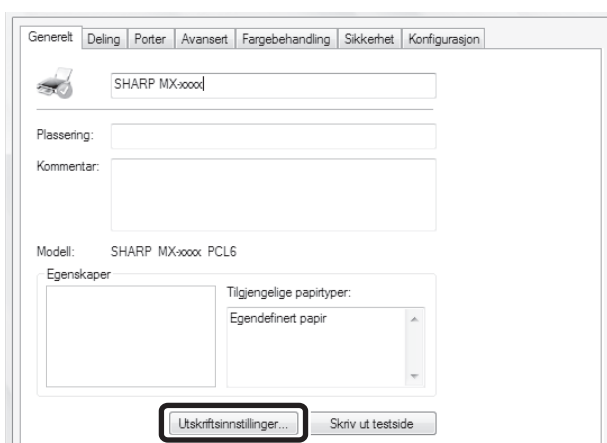 Generelt Deling Porter Avansert Fargebehandling Sikkerhet Konfigurasjon
SHARP MX-xxxx
Plassering:
Kommentar:
Modell: SHARP MX-xxxx PCL6
Egenskaper
Tilgjengelige papirtyper:
Egendefinert papir
Utskriftsinnstillinger... Skriv ut testside